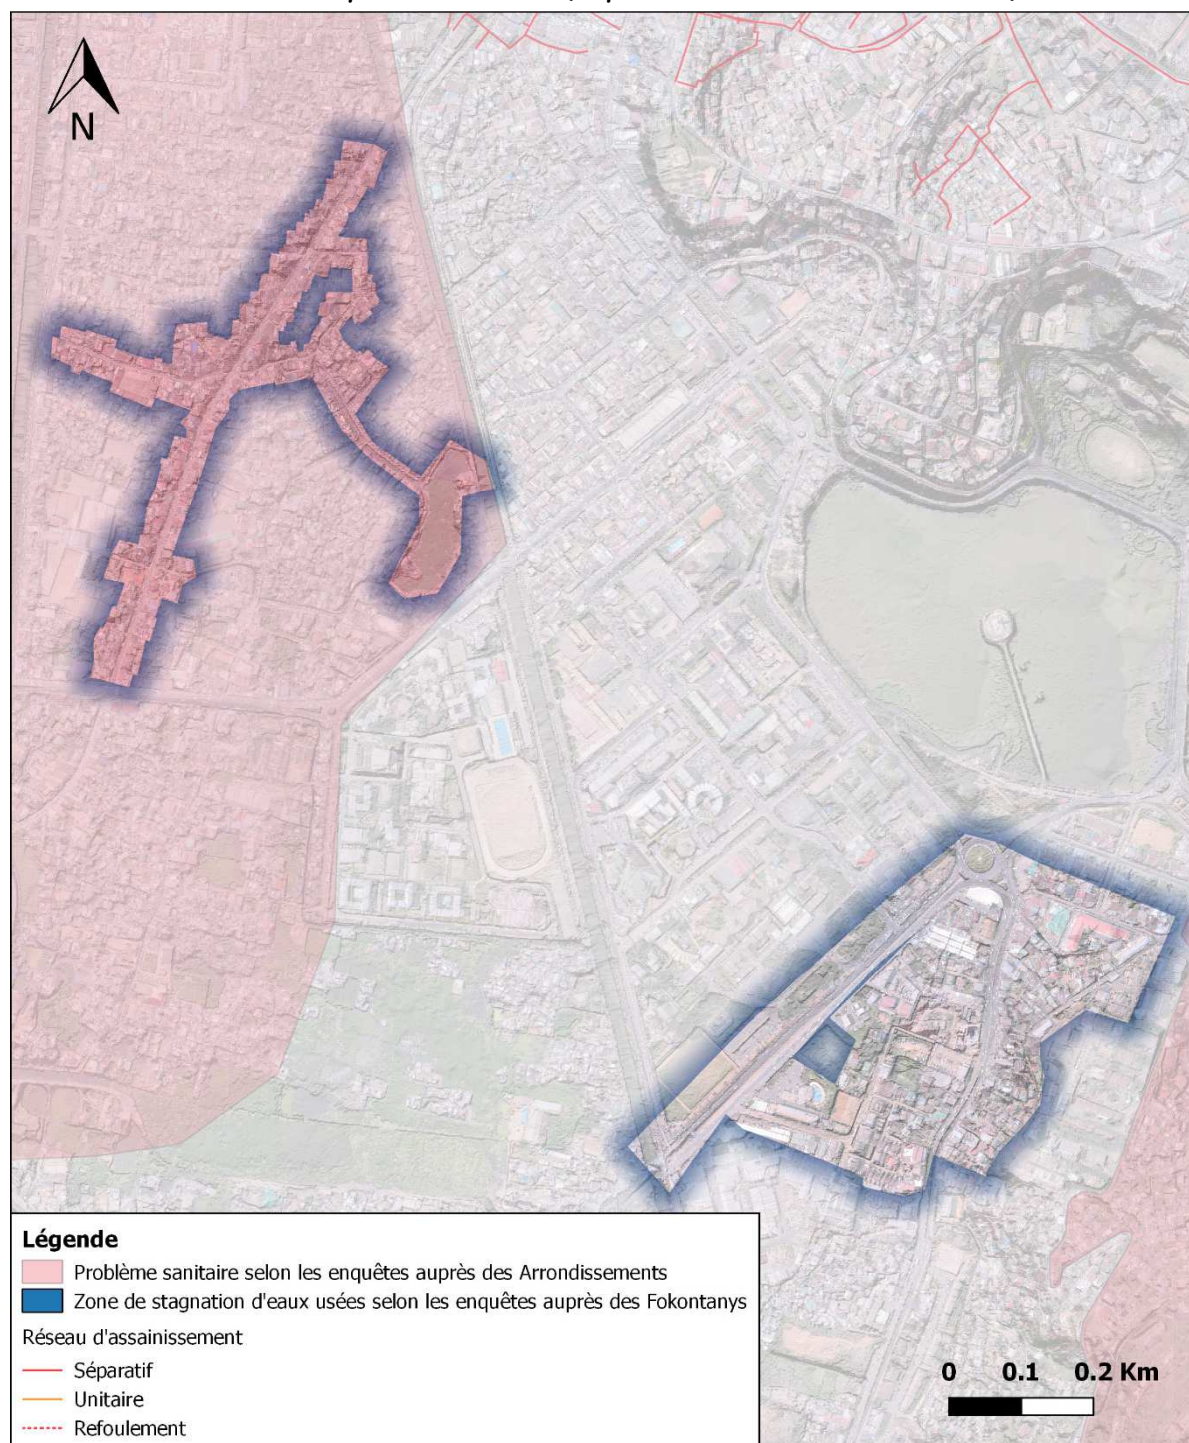 N
Légende
Problème sanitaire selon les enquêtes auprès des Arrondissements
Zone de stagnation d'eaux usées selon les enquêtes auprès des Fokontanys
Réseau d'assainissement
Séparatif
Unitaire
Refoulement
0 0.1 0.2 Km